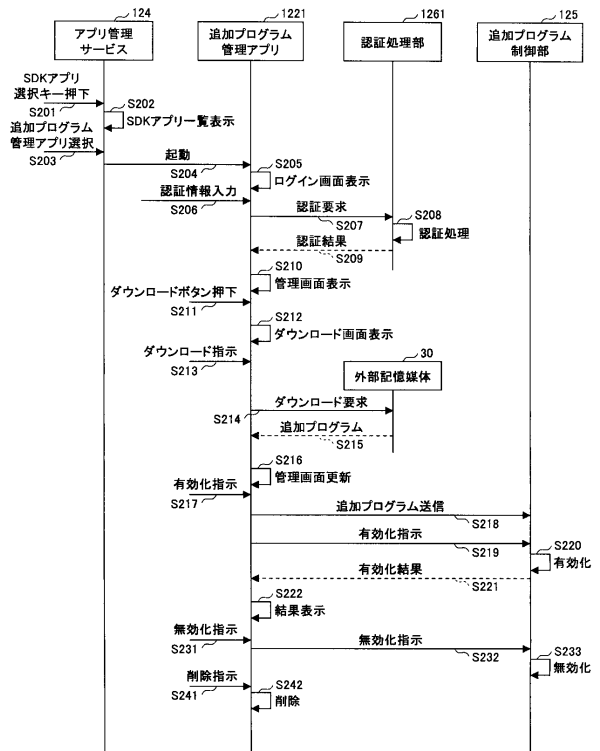 124
アプリ管理
サービス
1221
追加プログラム
管理アプリ
1261
認証処理部
125
追加プログラム
制御部
SDKアプリ
選択キー押下
S201
S202
SDKアプリ一覧表示
追加プログラム
管理アプリ選択
S203
起動
S204
S205
ログイン画面表示
認証情報入力
S206
認証要求
S207
S208
認証処理
認証結果
S209
S210
管理画面表示
ダウンロードボタン押下
S211
S212
ダウンロード画面表示
ダウンロード指示
S213
30
外部記憶媒体
ダウンロード要求
S214
追加プログラム
S215
S216
管理画面更新
有効化指示
S217
追加プログラム送信
S218
有効化指示
S219
S220
有効化
有効化結果
S221
S222
結果表示
無効化指示
S231
無効化指示
S232
S233
無効化
削除指示
S241
S242
削除